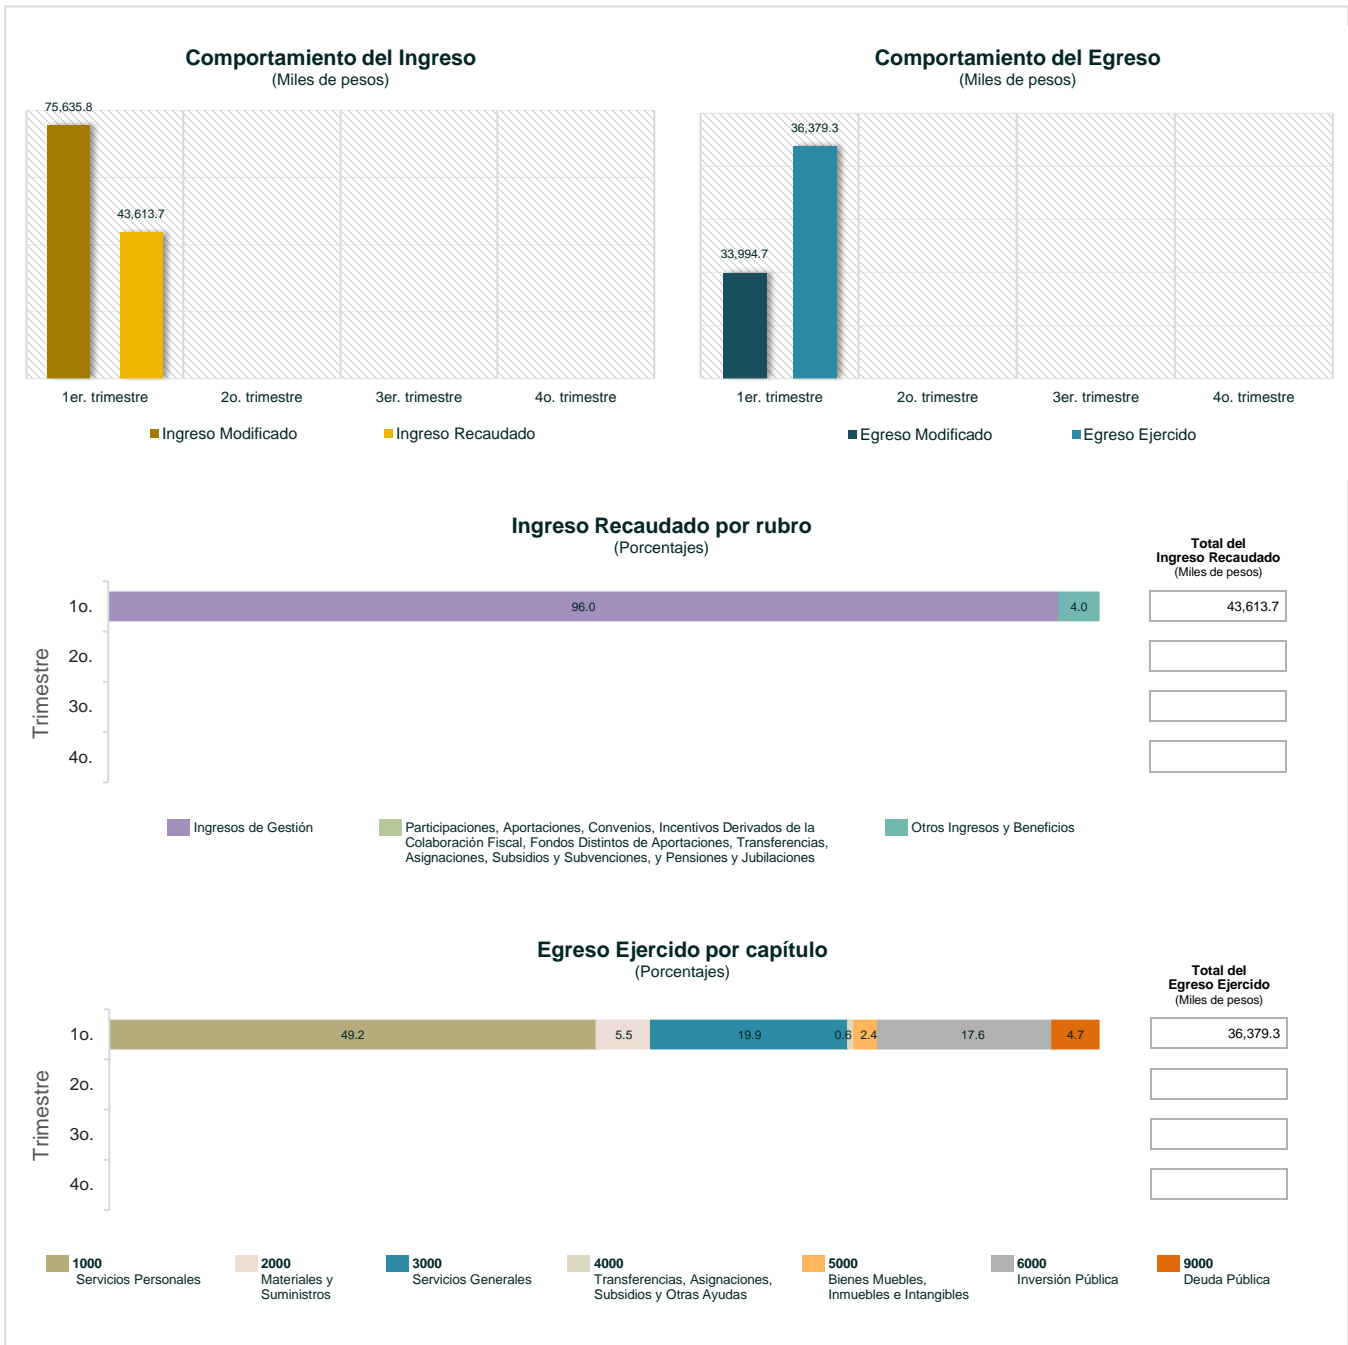 Comportamiento del Ingreso
(Miles de pesos)
75,635.8
43,613.7
1er. trimestre
2o. trimestre
3er. trimestre
4o. trimestre
Ingreso Modificado
Ingreso Recaudado
Comportamiento del Egreso
(Miles de pesos)
36,379.3
33,994.7
1er. trimestre
2o. trimestre
3er. trimestre
4o. trimestre
Egreso Modificado
Egreso Ejercido
Ingreso Recaudado por rubro
(Porcentajes)
Total del
Ingreso Recaudado
(Miles de pesos)
Trimestre
1o.
96.0
4.0
43,613.7
2o.
3o.
4o.
Ingresos de Gestión
Participaciones, Aportaciones, Convenios, Incentivos Derivados de la
Colaboración Fiscal, Fondos Distintos de Aportaciones, Transferencias,
Asignaciones, Subsidios y Subvenciones, y Pensiones y Jubilaciones
Otros Ingresos y Beneficios
Egreso Ejercido por capítulo
(Porcentajes)
Total del
Egreso Ejercido
(Miles de pesos)
Trimestre
1o.
49.2
5.5
19.9
0.6
2.4
17.6
4.7
36,379.3
2o.
3o.
4o.
1000
Servicios Personales
2000
Materiales y
Suministros
3000
Servicios Generales
4000
Transferencias, Asignaciones,
Subsidios y Otras Ayudas
5000
Bienes Muebles,
Inmuebles e Intangibles
6000
Inversión Pública
9000
Deuda Pública